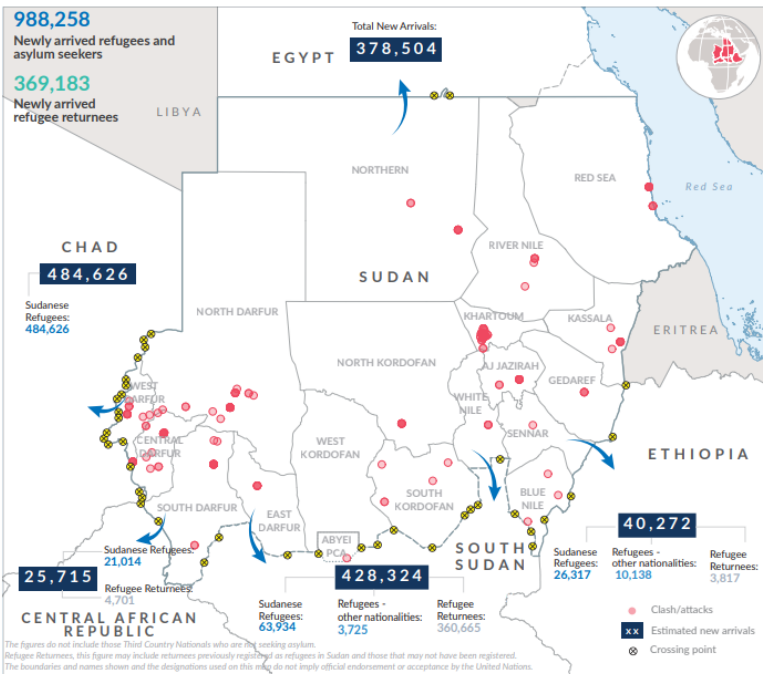 988,258
Newly arrived refugees and
asylum seekers
369,183
Newly arrived
refugee returnees
Total New Arrivals:
378,504
EGYPT
LIBYA
NORTHERN
RED SEA
Red Sea
RIVER NILE
CHAD
484,626
Sudanese
Refugees:
484,626
SUDAN
NORTH DARFUR
KHARTOUM
KASSALA
ERITREA
NORTH KORDOFAN
AJ JAZIRAH
GEDAREF
WEST
DARFUR
WHITE
NILE
SENNAR
CENTRAL
DARFUR
WEST
KORDOFAN
ETHIOPIA
SOUTH
KORDOFAN
BLUE
NILE
SOUTH DARFUR
EAST
DARFUR
ABYEI
PCA
SOUTH
SUDAN
40,272
Sudanese
Refugees:
26,317
Refugees -
other nationalities:
10,138
Refugee
Returnees:
3,817
Sudanese Refugees:
21,014
25,715
Refugee Returnees:
4,701
CENTRAL AFRICAN
REPUBLIC
428,324
Sudanese
Refugees:
63,934
Refugees -
other nationalities:
3,725
Refugee
Returnees:
360,665
Clash/attacks
xx Estimated new arrivals
Crossing point
The figures do not include those Third Country Nationals who are not seeking asylum.
Refugee Returnees, this figure may include returnees previously registered as refugees in Sudan and those that may not have been registered.
The boundaries and names shown and the designations used on this map do not imply official endorsement or acceptance by the United Nations.